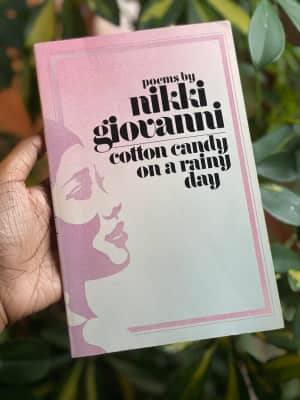 poems by
nikki
giovanni
cotton candy
on a rainy
day